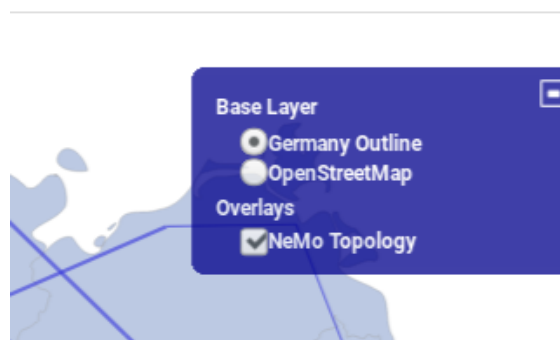 Base Layer
Germany Outline
OpenStreetMap
Overlays
NeMo Topology